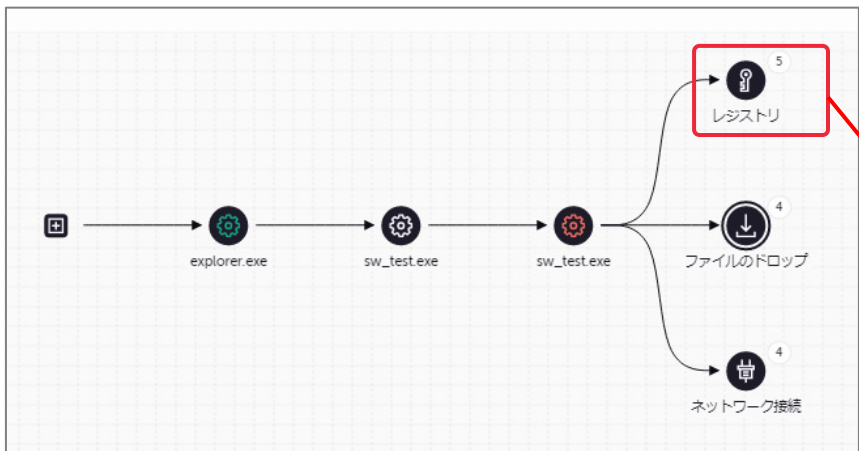 5
レジストリ
4
explorer.exe
sw_test.exe
sw_test.exe
ファイルのドロップ
4
ネットワーク接続